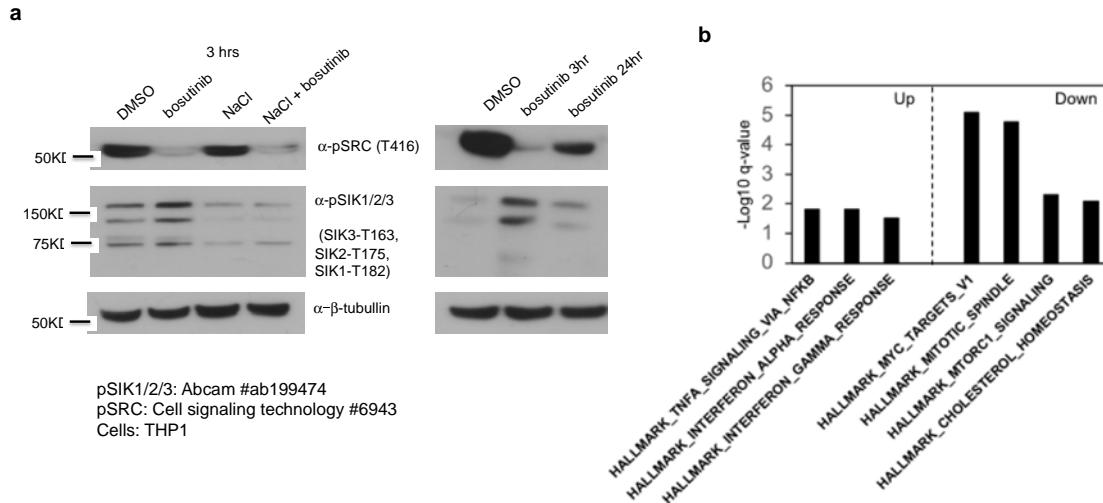 a
3 hrs
DMSO
bosutinib
NaCl
NaCl + bosutinib
DMSO
bosutinib 3hr
bosutinib 24hr
50KD
α-pSRC (T416)
150KD
75KD
α-pSIK1/2/3
(SIK3-T163,
SIK2-T175,
SIK1-T182)
50KD
α−β-tubullin
pSIK1/2/3: Abcam #ab199474
pSRC: Cell signaling technology #6943
Cells: THP1
b
Up
Down
-Log10 q-value
6
5
4
3
2
1
0
HALLMARK_TNFA_SIGNALING_VIA_NFKB
HALLMARK_INTERFERON_ALPHA_RESPONSE
HALLMARK_INTERFERON_GAMMA_RESPONSE
HALLMARK_MYC_TARGETS_V1
HALLMARK_MITOTIC_SPINDLE
HALLMARK_MTORC1_SIGNALING
HALLMARK_CHOLESTEROL_HOMEOSTASIS